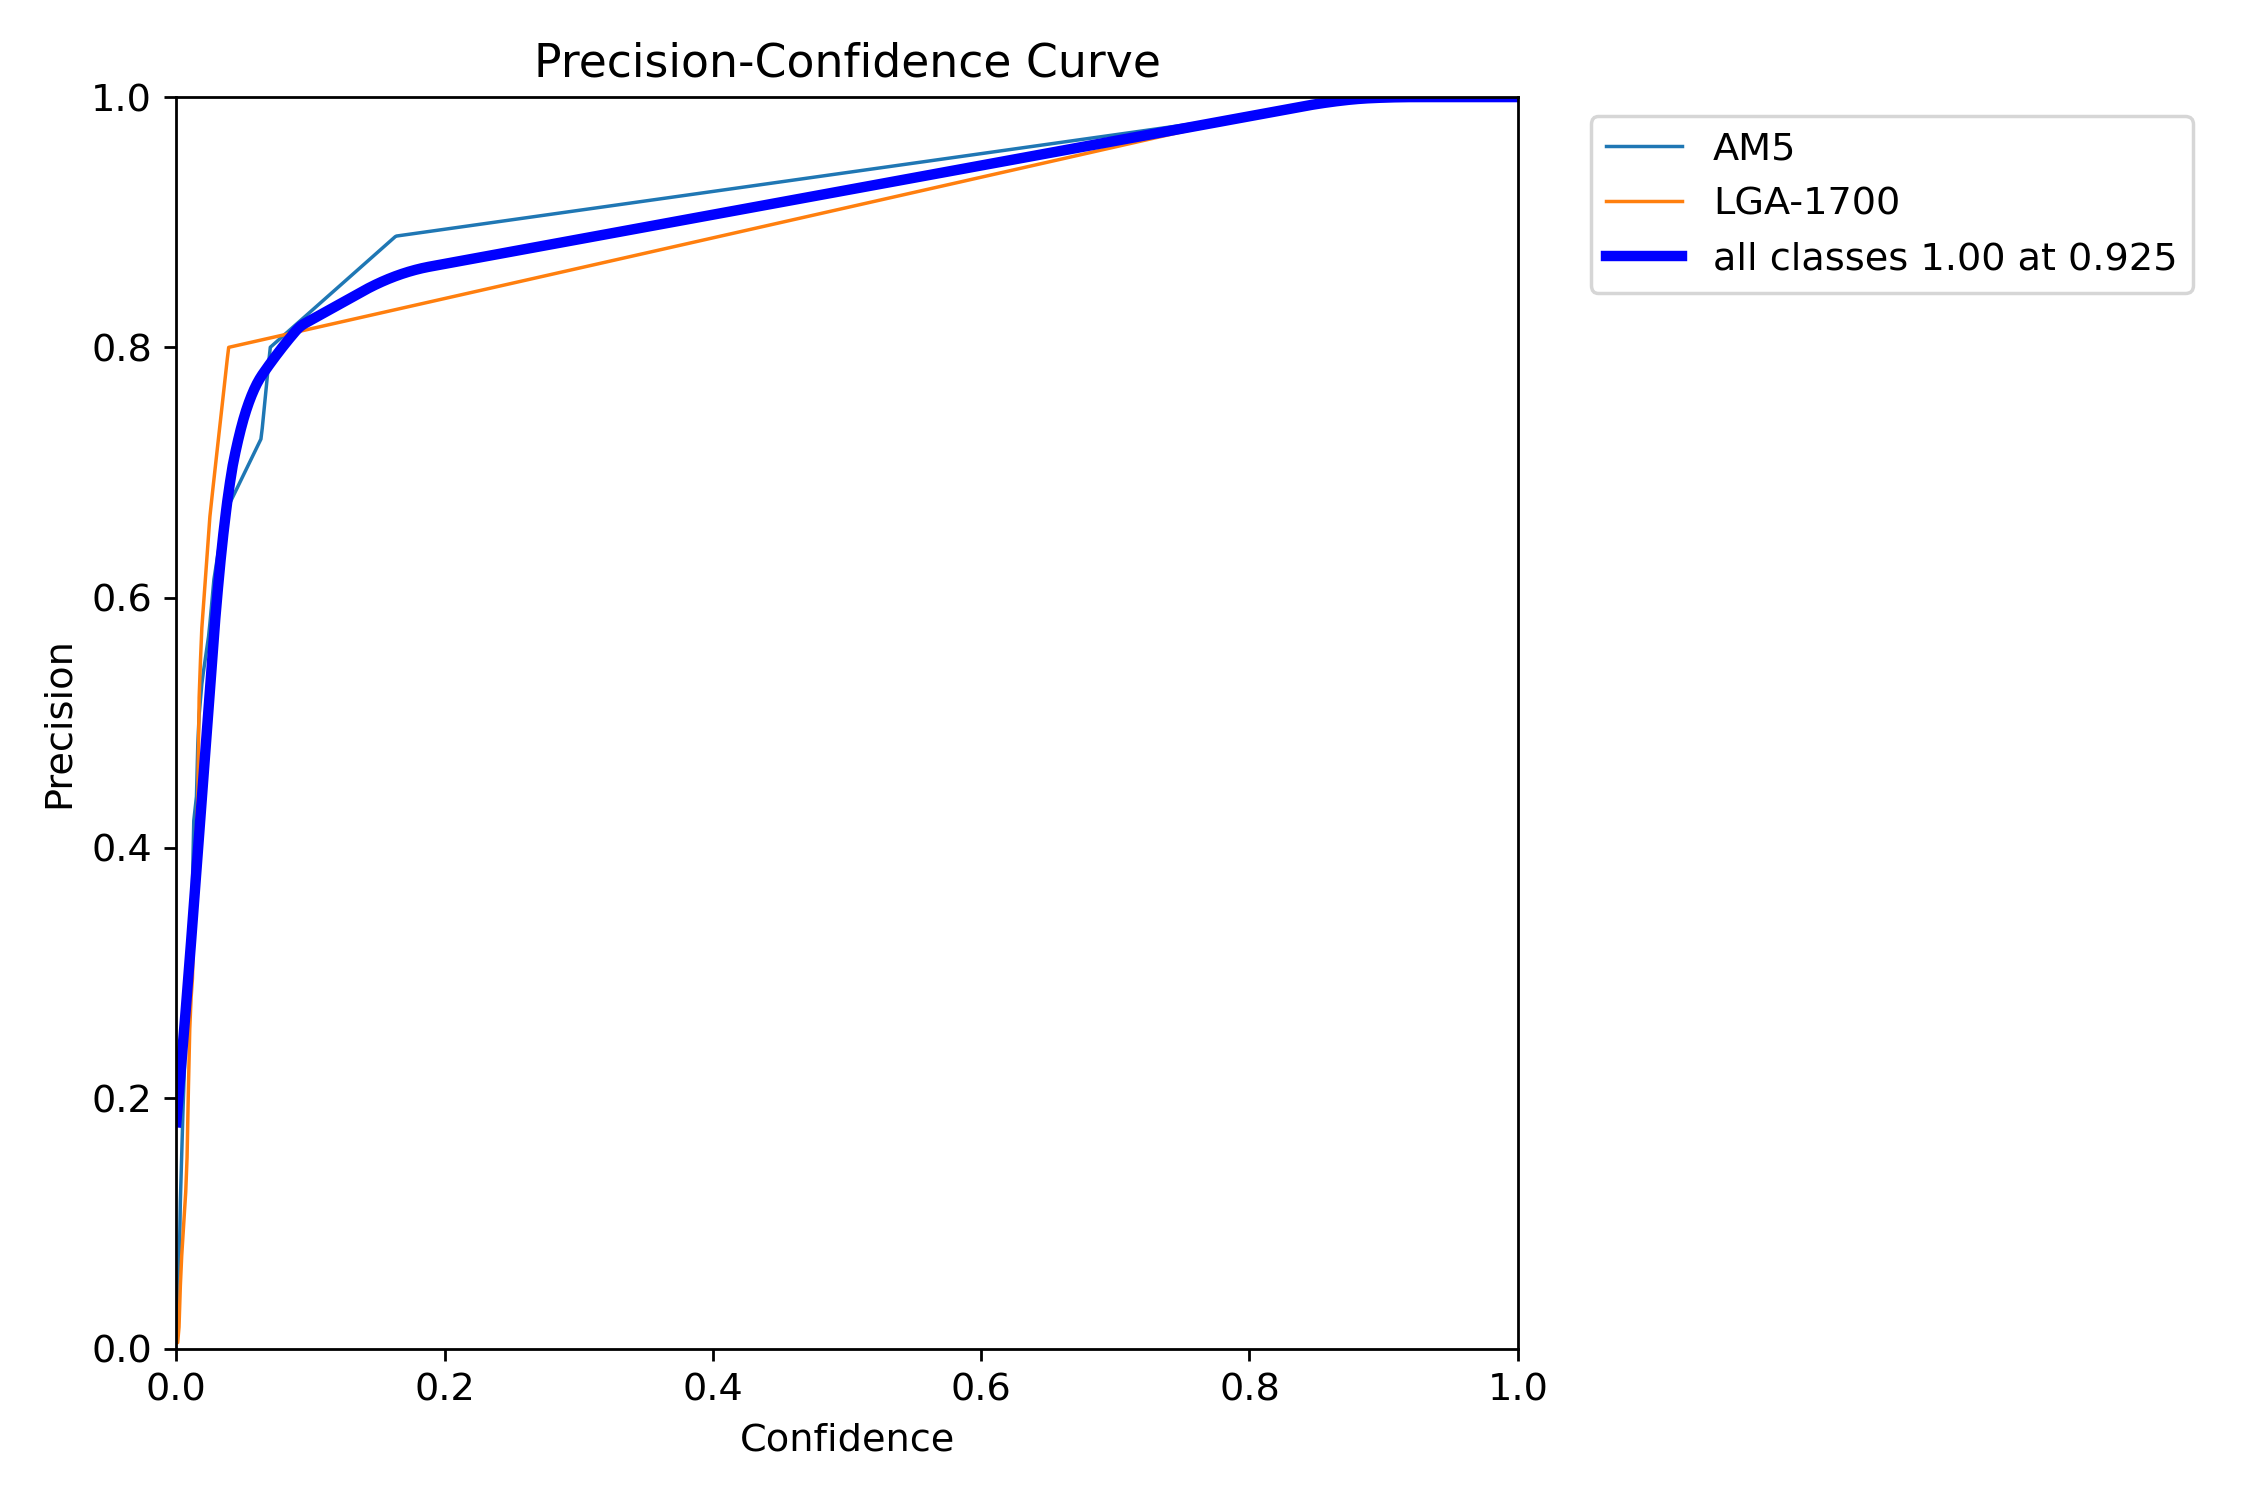 Precision-Confidence Curve
1.0
0.8
0.6
0.4
0.2
0.0
Precision
0.0 0.2 0.4 0.6 0.8 1.0
Confidence
AM5
LGA-1700
all classes 1.00 at 0.925